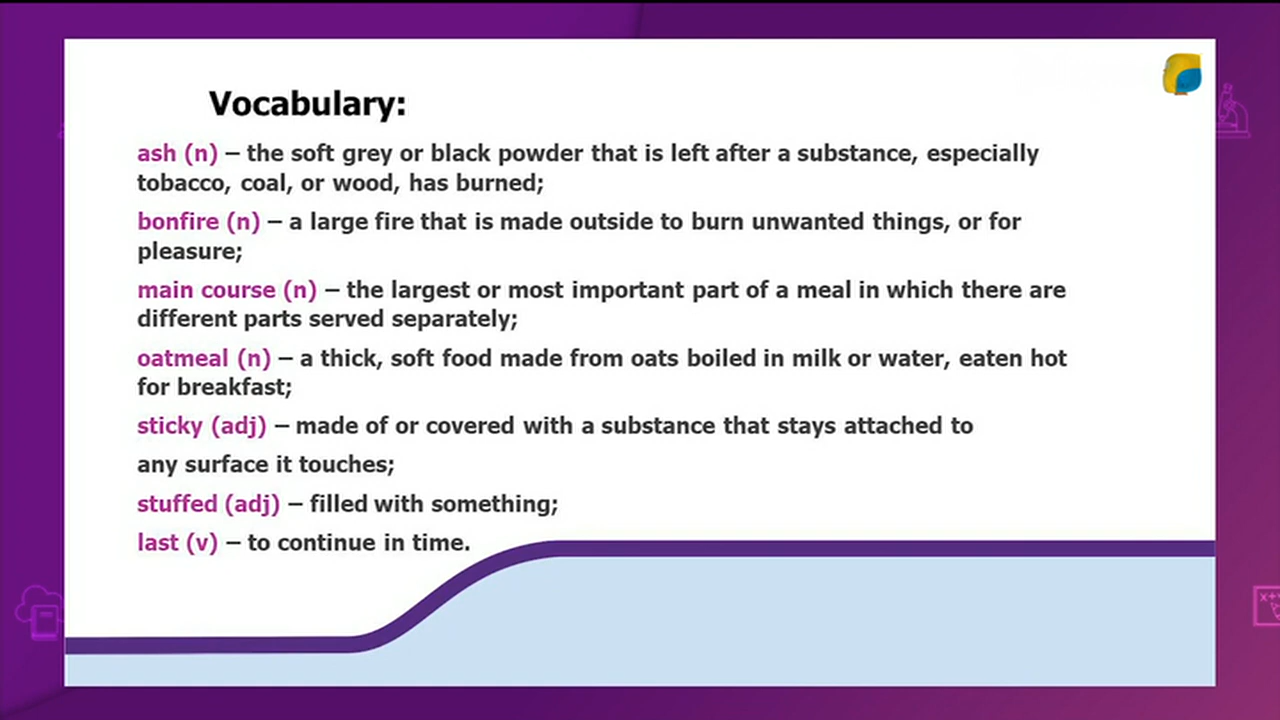 Vocabulary:
ash (n) – the soft grey or black powder that is left after a substance, especially
tobacco, coal, or wood, has burned;
bonfire (n) – a large fire that is made outside to burn unwanted things, or for
pleasure;
main course (n) – the largest or most important part of a meal in which there are
different parts served separately;
oatmeal (n) – a thick, soft food made from oats boiled in milk or water, eaten hot
for breakfast;
sticky (adj) – made of or covered with a substance that stays attached to
any surface it touches;
stuffed (adj) – filled with something;
last (v) – to continue in time.